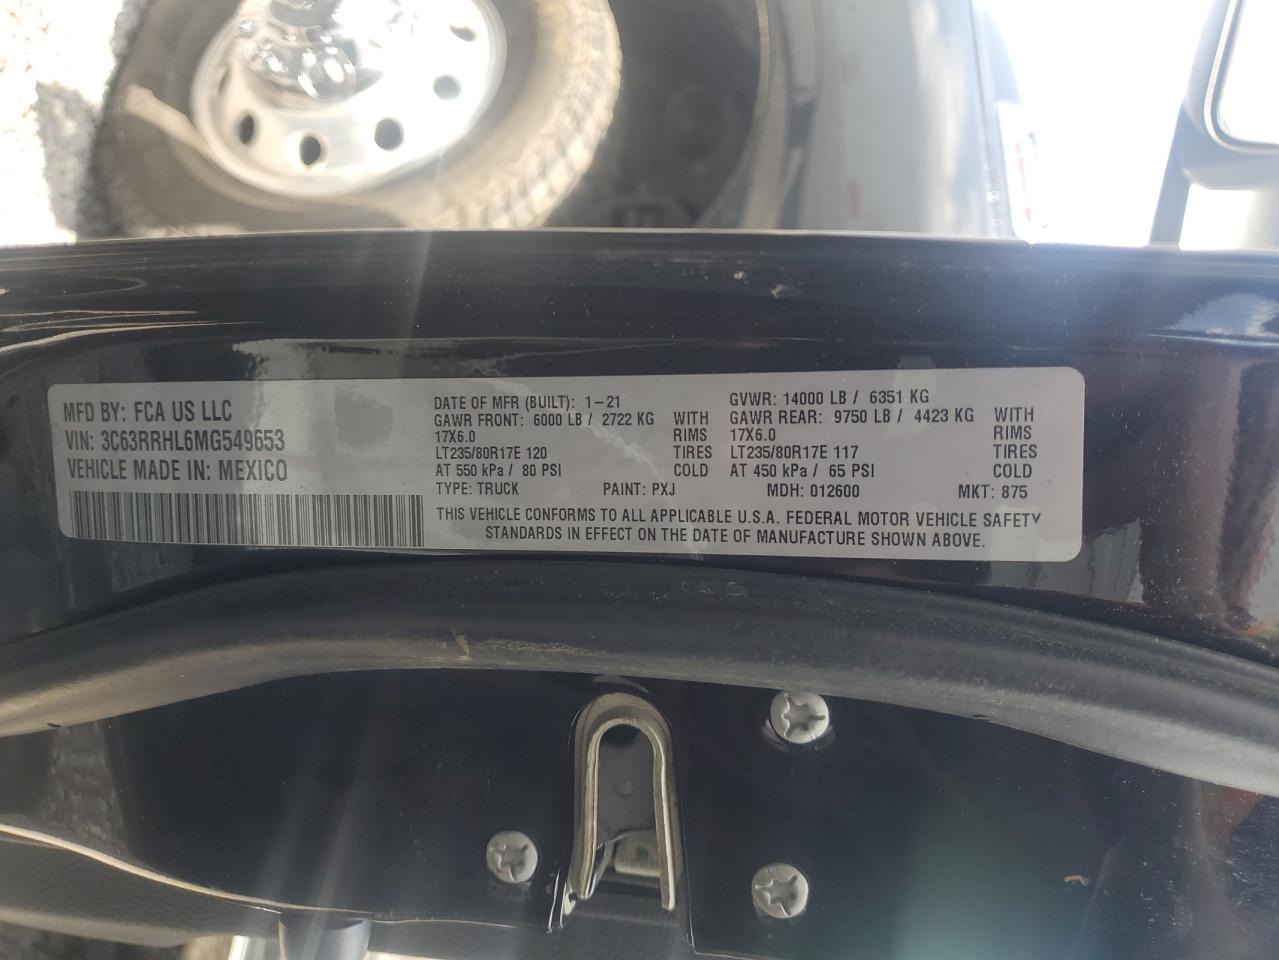 MFD BY: FCA US LLC
VIN: 3C63RRHL6MG549653
VEHICLE MADE IN: MEXICO
DATE OF MFR (BUILT): 1-21
GAWR FRONT: 6000 LB / 2722 KG WITH
17X6.0 RIMS
LT235/80R17E 120 TIRES
AT 550 kPa / 80 PSI COLD
GVWR: 14000 LB / 6351 KG
GAWR REAR: 9750 LB / 4423 KG WITH
17X6.0 RIMS
LT235/80R17E 117 TIRES
AT 450 kPa / 65 PSI COLD
TYPE: TRUCK PAINT: PXJ MDH: 012600 MKT: 875
THIS VEHICLE CONFORMS TO ALL APPLICABLE U.S.A. FEDERAL MOTOR VEHICLE SAFETY
STANDARDS IN EFFECT ON THE DATE OF MANUFACTURE SHOWN ABOVE.